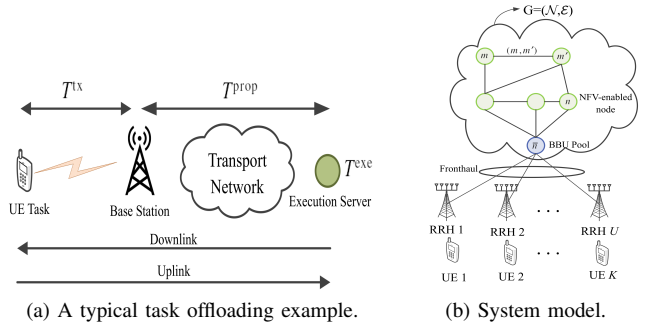 T^tx
T^prop
T^exe
Transport
Network
UE Task
Base Station
Execution Server
Downlink
Uplink
(a) A typical task offloading example.
G=(𝒩,ℰ)
m
(m, m′)
m′
n
NFV-enabled
node
n̅
BBU Pool
Fronthaul
RRH 1
RRH 2
RRH U
UE 1
UE 2
UE K
(b) System model.